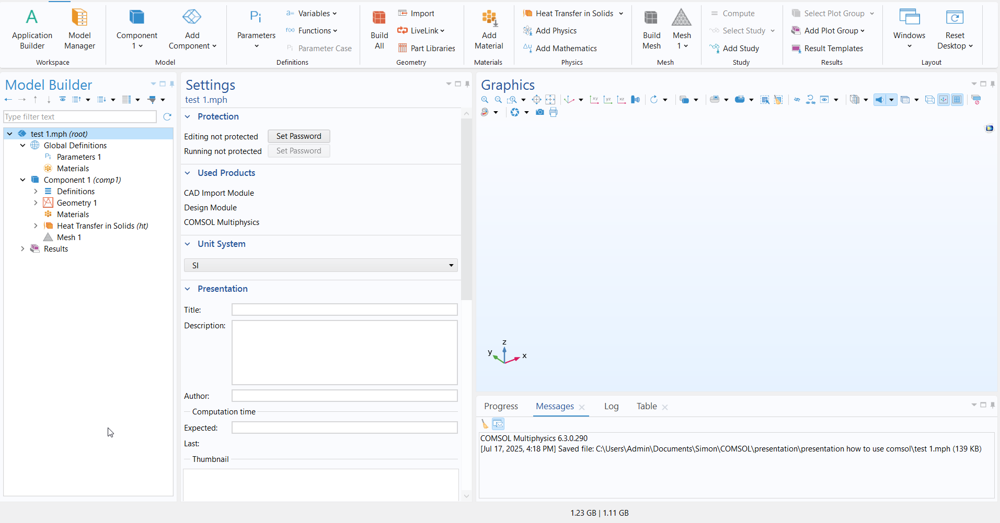 Application Builder
Model Manager
Workspace
Component 1
Add Component
Model
Pi
Parameters
a= Variables
f(x) Functions
Pi Parameter Case
Definitions
Build All
Import
LiveLink
Part Libraries
Geometry
Add Material
Materials
Heat Transfer in Solids
Add Physics
Add Mathematics
Physics
Build Mesh
Mesh 1
Mesh
= Compute
Select Study
Add Study
Study
Select Plot Group
Add Plot Group
Result Templates
Results
Windows
Reset Desktop
Layout
Model Builder
Type filter text
test 1.mph (root)
Global Definitions
Pi Parameters 1
Materials
Component 1 (comp1)
Definitions
Geometry 1
Materials
Heat Transfer in Solids (ht)
Mesh 1
Results
Settings
test 1.mph
Protection
Editing not protected Set Password
Running not protected Set Password
Used Products
CAD Import Module
Design Module
COMSOL Multiphysics
Unit System
SI
Presentation
Title:
Description:
Author:
Computation time
Expected:
Last:
Thumbnail
Graphics
xy yz xz
z
y
x
Progress Messages Log Table
COMSOL Multiphysics 6.3.0.290
[Jul 17, 2025, 4:18 PM] Saved file: C:\Users\Admin\Documents\Simon\COMSOL\presentation\presentation how to use comsol\test 1.mph (139 KB)
1.23 GB | 1.11 GB